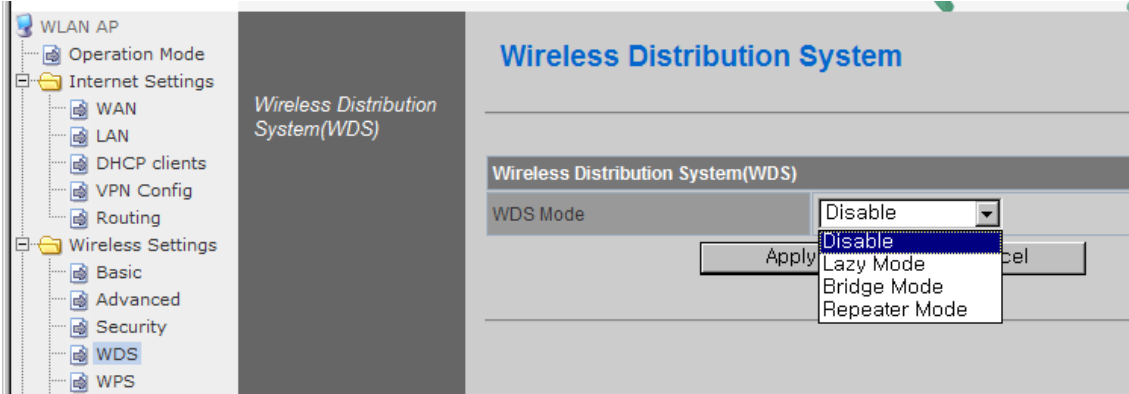 WLAN AP
Operation Mode
Internet Settings
WAN
LAN
DHCP clients
VPN Config
Routing
Wireless Settings
Basic
Advanced
Security
WDS
WPS
Wireless Distribution
System(WDS)
Wireless Distribution System
Wireless Distribution System(WDS)
WDS Mode
Disable
Disable
Lazy Mode
Bridge Mode
Repeater Mode
Apply
cel